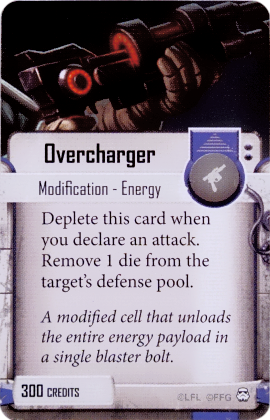 Overcharger
Modification - Energy
Deplete this card when
you declare an attack.
Remove 1 die from the
target's defense pool.
A modified cell that unloads
the entire energy payload in
a single blaster bolt.
300 CREDITS
©LFL ©FFG